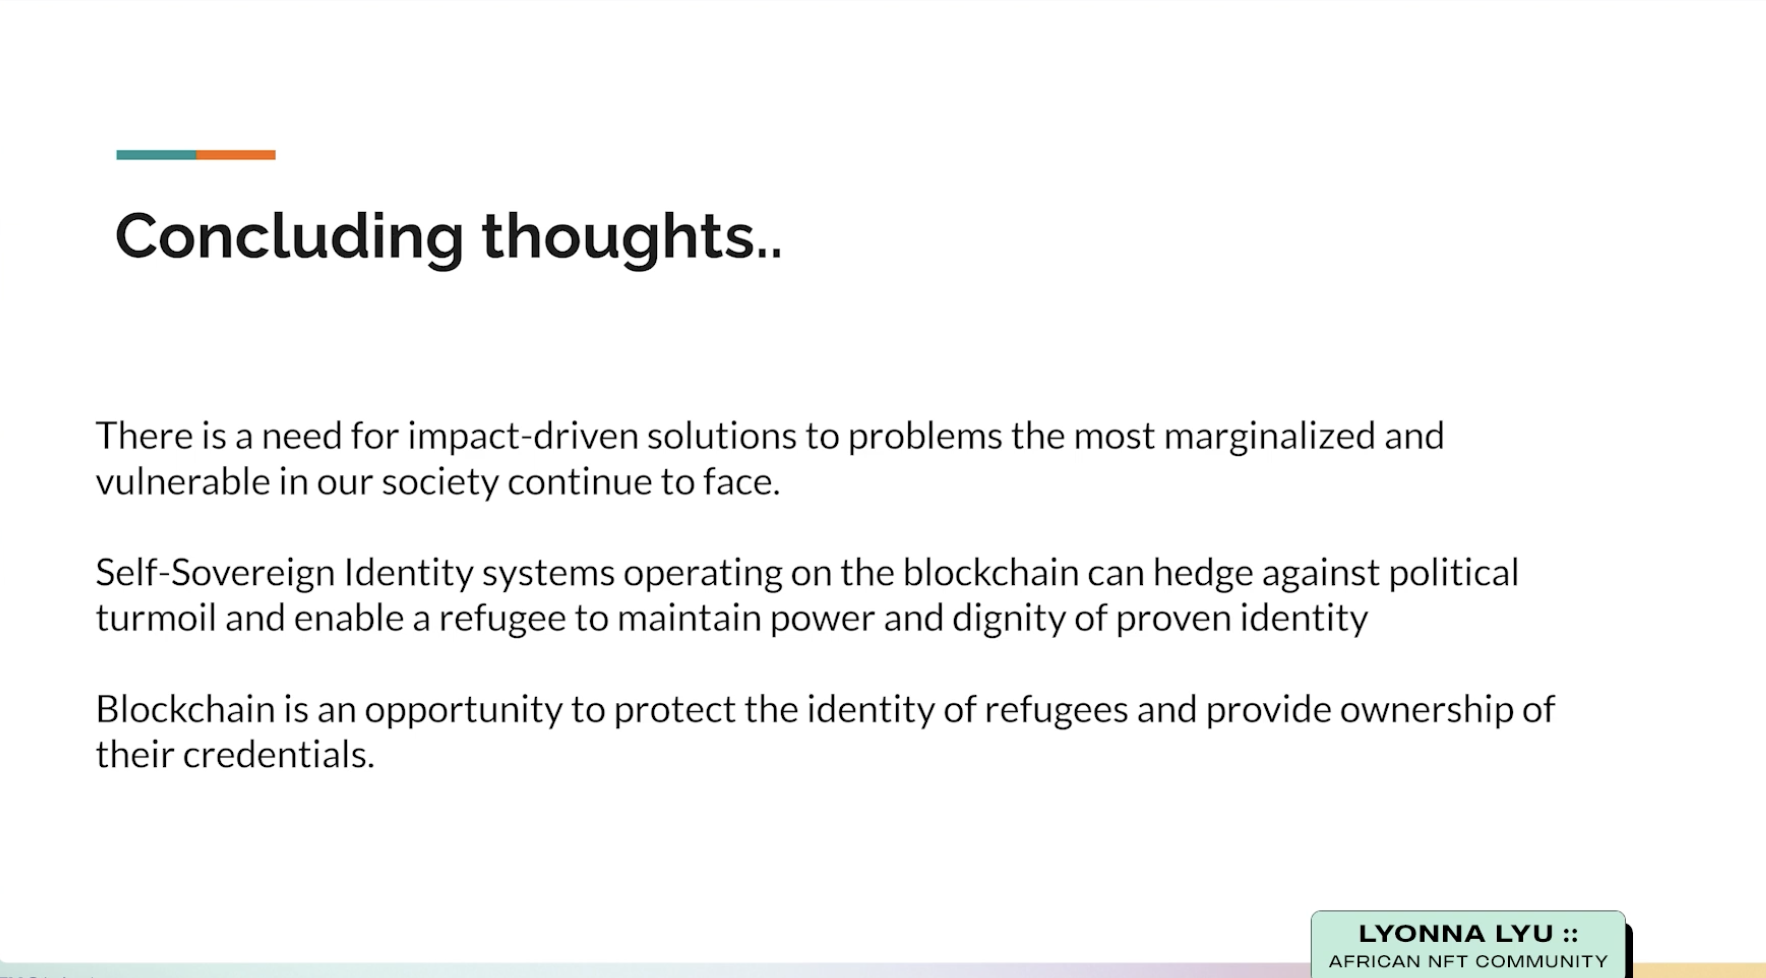 Concluding thoughts..
There is a need for impact-driven solutions to problems the most marginalized and
vulnerable in our society continue to face.
Self-Sovereign Identity systems operating on the blockchain can hedge against political
turmoil and enable a refugee to maintain power and dignity of proven identity
Blockchain is an opportunity to protect the identity of refugees and provide ownership of
their credentials.
LYONNA LYU ::
AFRICAN NFT COMMUNITY